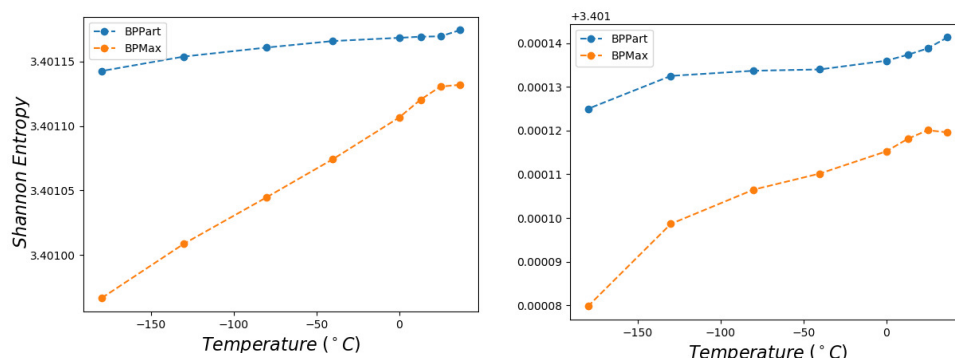 BPPart
BPMax
3.40115
3.40110
3.40105
3.40100
Shannon Entropy
−150
−100
−50
0
Temperature (°C)
+3.401
BPPart
BPMax
0.00014
0.00013
0.00012
0.00011
0.00010
0.00009
0.00008
−150
−100
−50
0
Temperature (°C)